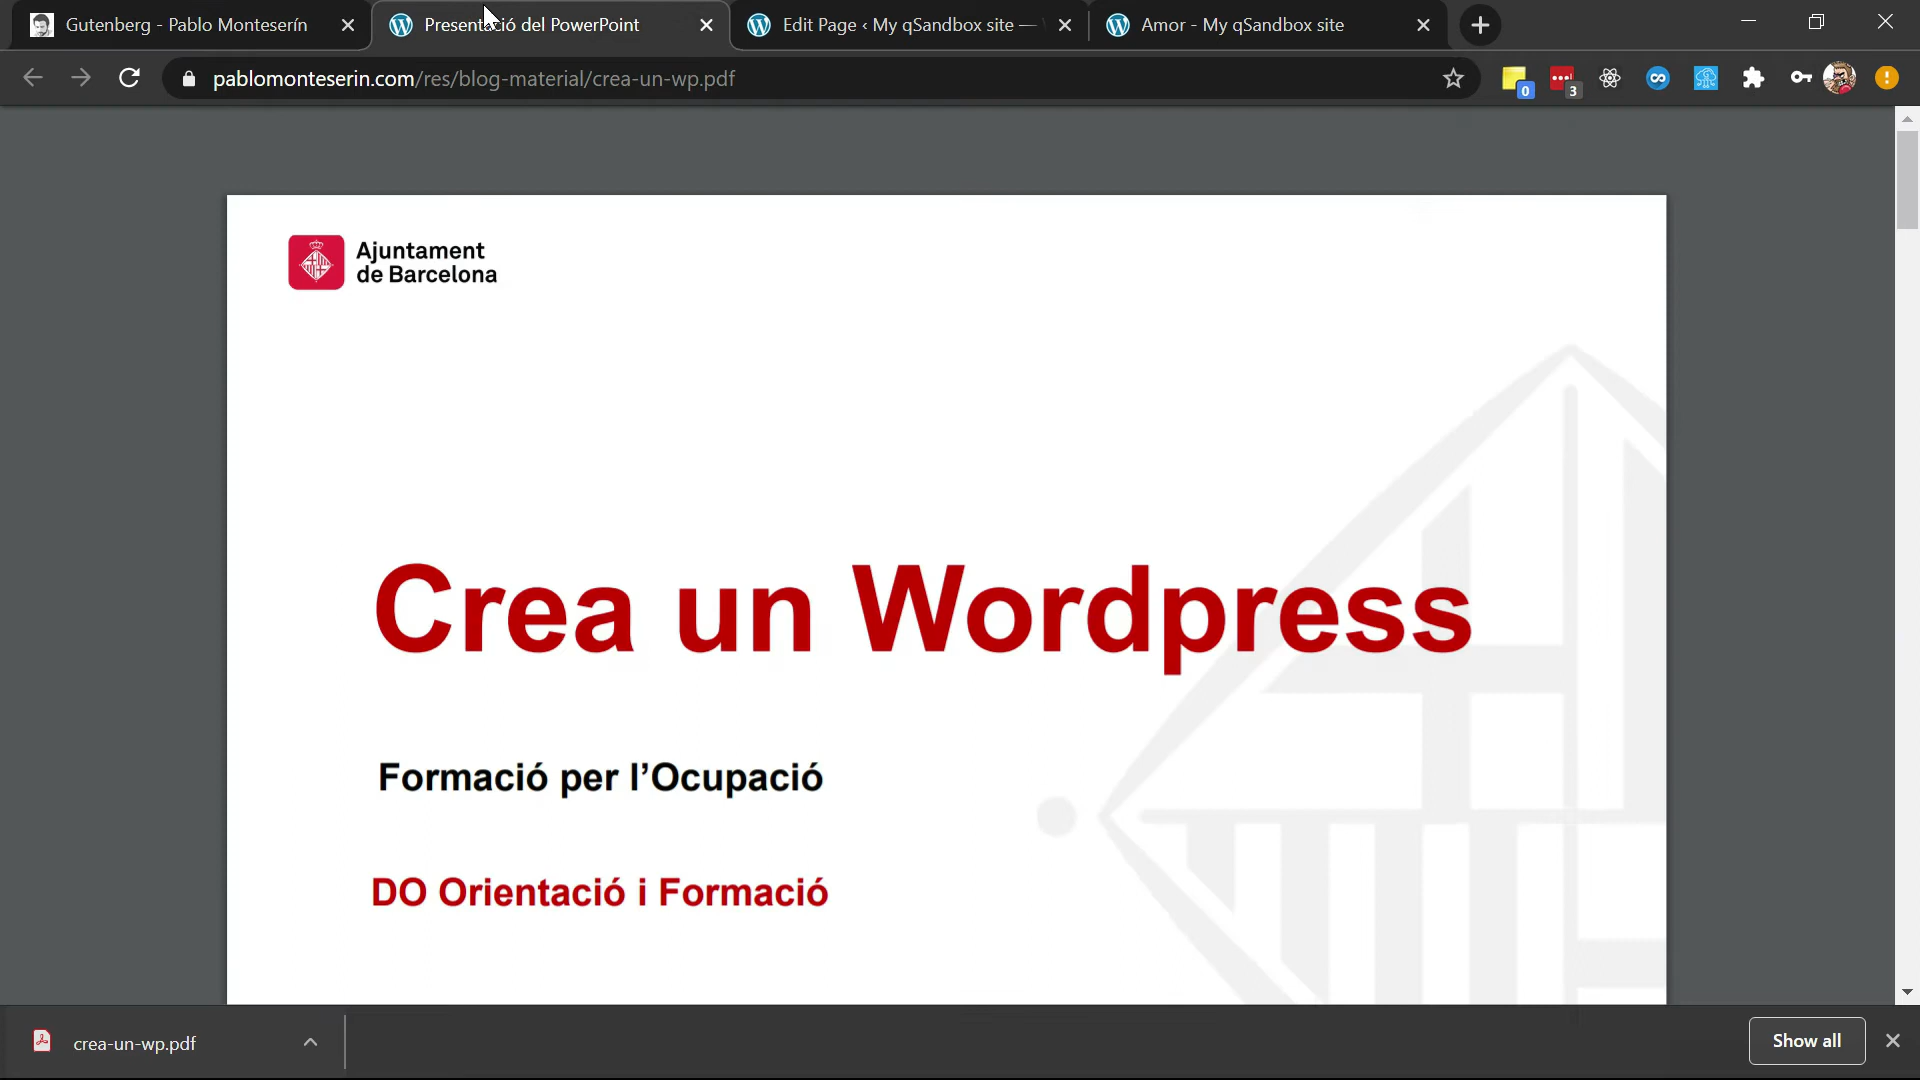 Gutenberg - Pablo Monteserín
Presentació del PowerPoint
Edit Page ‹ My qSandbox site —
Amor - My qSandbox site
pablomonteserin.com/res/blog-material/crea-un-wp.pdf
0
3
Ajuntament
de Barcelona
Crea un Wordpress
Formació per l’Ocupació
DO Orientació i Formació
crea-un-wp.pdf
Show all